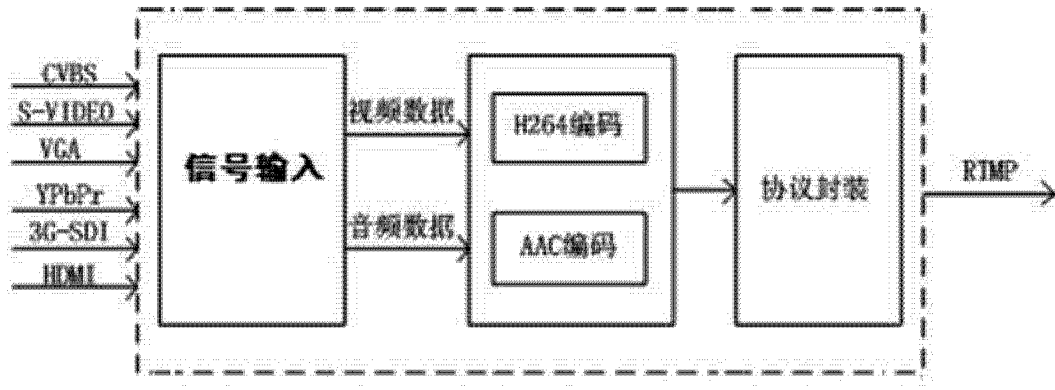 CVBS
S-VIDEO
VGA
YPbPr
3G-SDI
HDMI
信号输入
视频数据
音频数据
H264编码
AAC编码
协议封装
RTMP